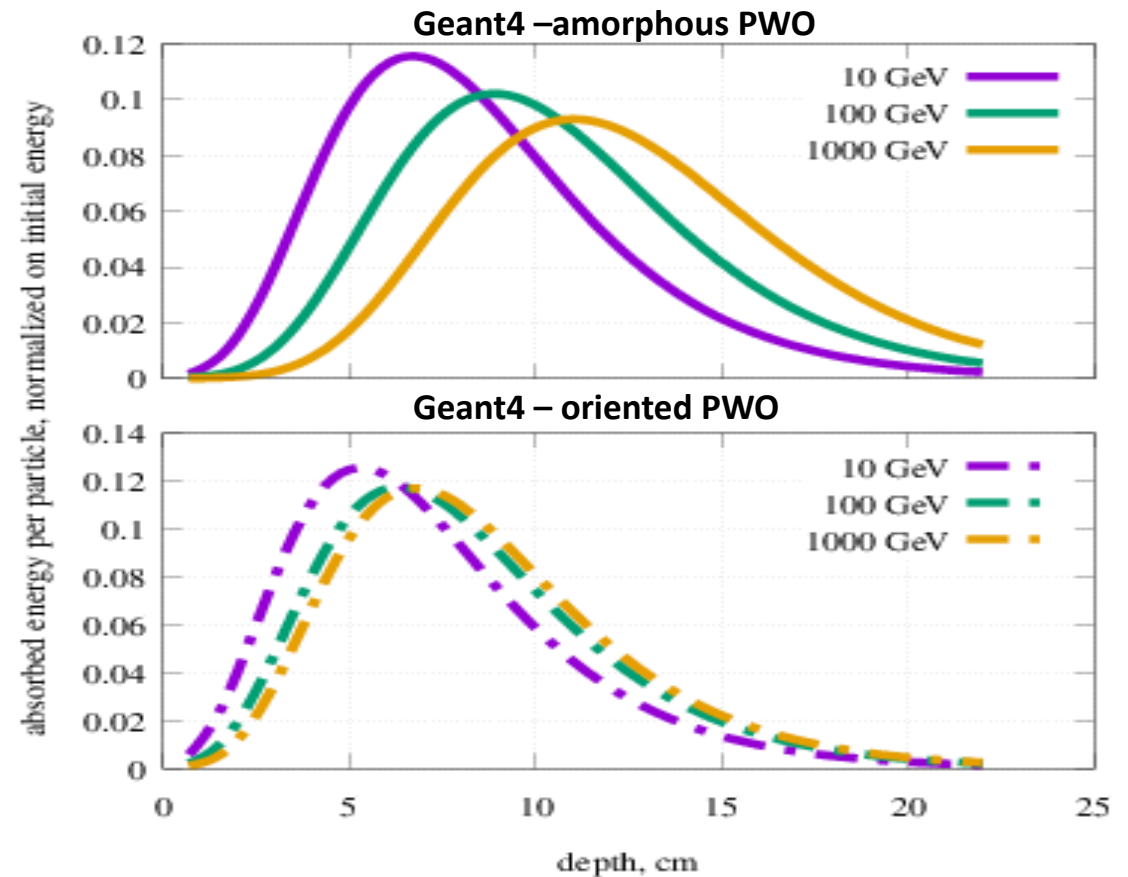 Geant4 –amorphous PWO
0.12
0.1
0.08
0.06
0.04
0.02
0
10 GeV
100 GeV
1000 GeV
absorbed energy per particle, normalized on initial energy
Geant4 – oriented PWO
0.14
0.12
0.1
0.08
0.06
0.04
0.02
0
10 GeV
100 GeV
1000 GeV
0 5 10 15 20 25
depth, cm